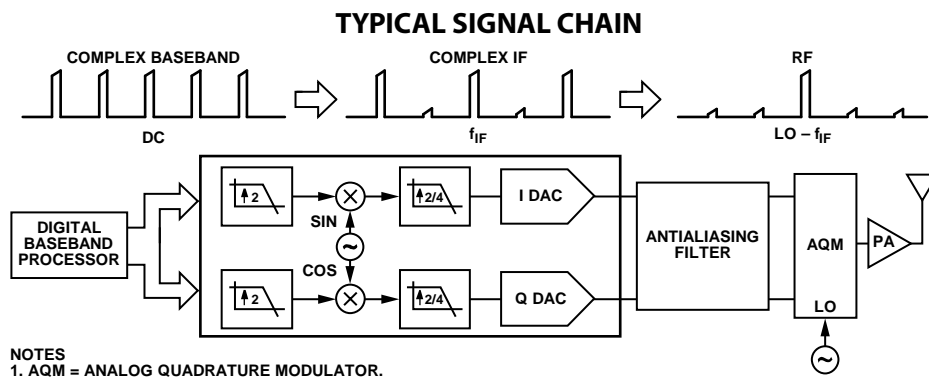 TYPICAL SIGNAL CHAIN
COMPLEX BASEBAND
COMPLEX IF
RF
DC
fIF
LO – fIF
DIGITAL
BASEBAND
PROCESSOR
2
SIN
2/4
I DAC
COS
2
2/4
Q DAC
ANTIALIASING
FILTER
AQM
LO
PA
NOTES
1. AQM = ANALOG QUADRATURE MODULATOR.